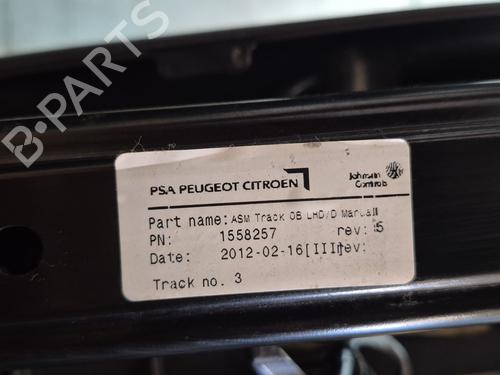 B-PARTS
PSA PEUGEOT CITROËN
Johnson Controls
Part name: ASM Track OB LHD/D Manual
PN: 1558257 rev: 5
Date: 2012-02-16[III] rev:
Track no. 3